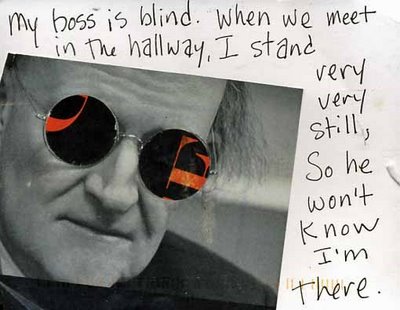 My boss is blind. When we meet
in the hallway, I stand
very
very
still,
So he
won't
know
I'm
there.